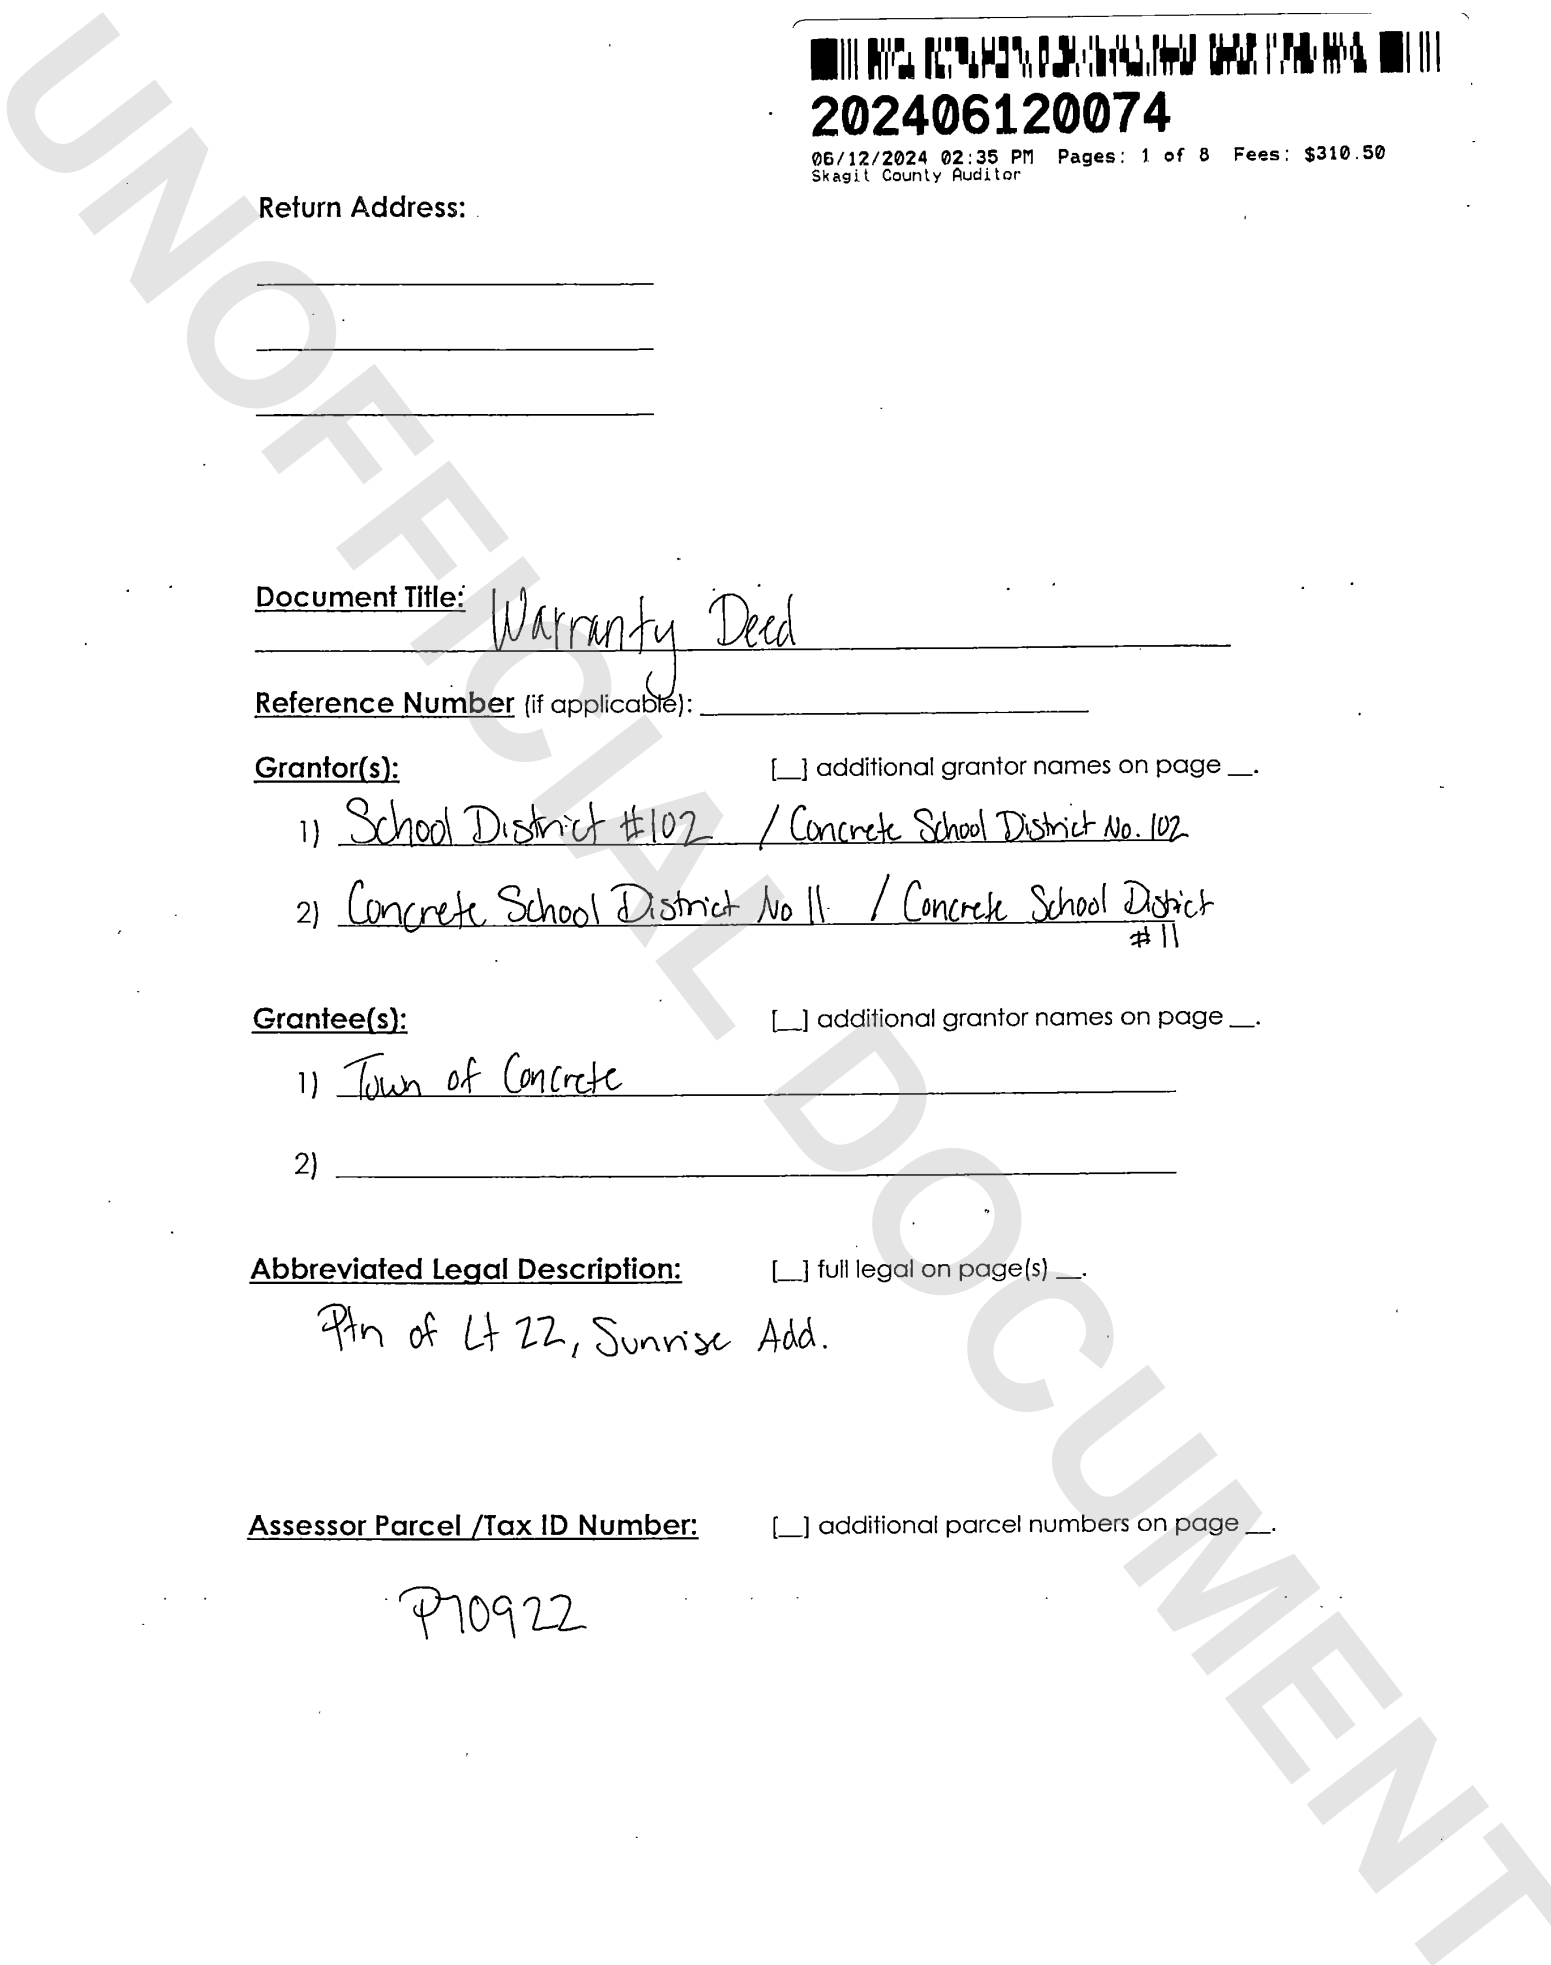 202406120074
06/12/2024 02:35 PM Pages: 1 of 8 Fees: $310.50
Skagit County Auditor
Return Address:
Document Title: Warranty Deed
Reference Number (if applicable): ____
Grantor(s): [__] additional grantor names on page __.
1) School District #102 / Concrete School District No. 102
2) Concrete School District No 11 / Concrete School District
#11
Grantee(s): [__] additional grantor names on page __.
1) Town of Concrete
2) ____
Abbreviated Legal Description: [__] full legal on page(s) __.
Ptn of Lt 22, Sunrise Add.
Assessor Parcel /Tax ID Number: [__] additional parcel numbers on page __.
P70922
UNOFFICIAL DOCUMENT